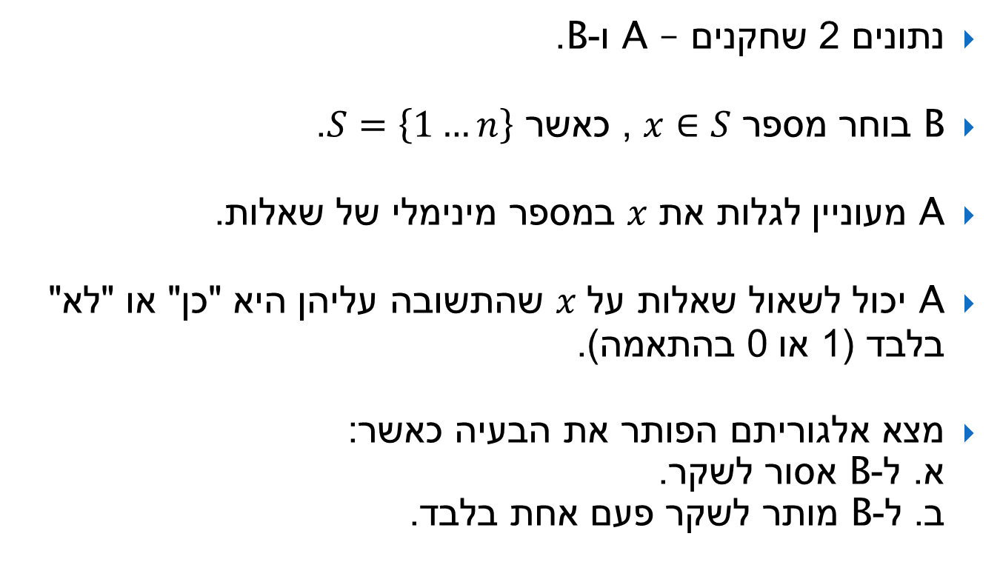 נתונים 2 שחקנים – A ו-B.
B בוחר מספר x ∈ S , כאשר S = {1 … n}.
A מעוניין לגלות את x במספר מינימלי של שאלות.
A יכול לשאול שאלות על x שהתשובה עליהן היא "כן" או "לא"
בלבד (1 או 0 בהתאמה).
מצא אלגוריתם הפותר את הבעיה כאשר:
א. ל-B אסור לשקר.
ב. ל-B מותר לשקר פעם אחת בלבד.